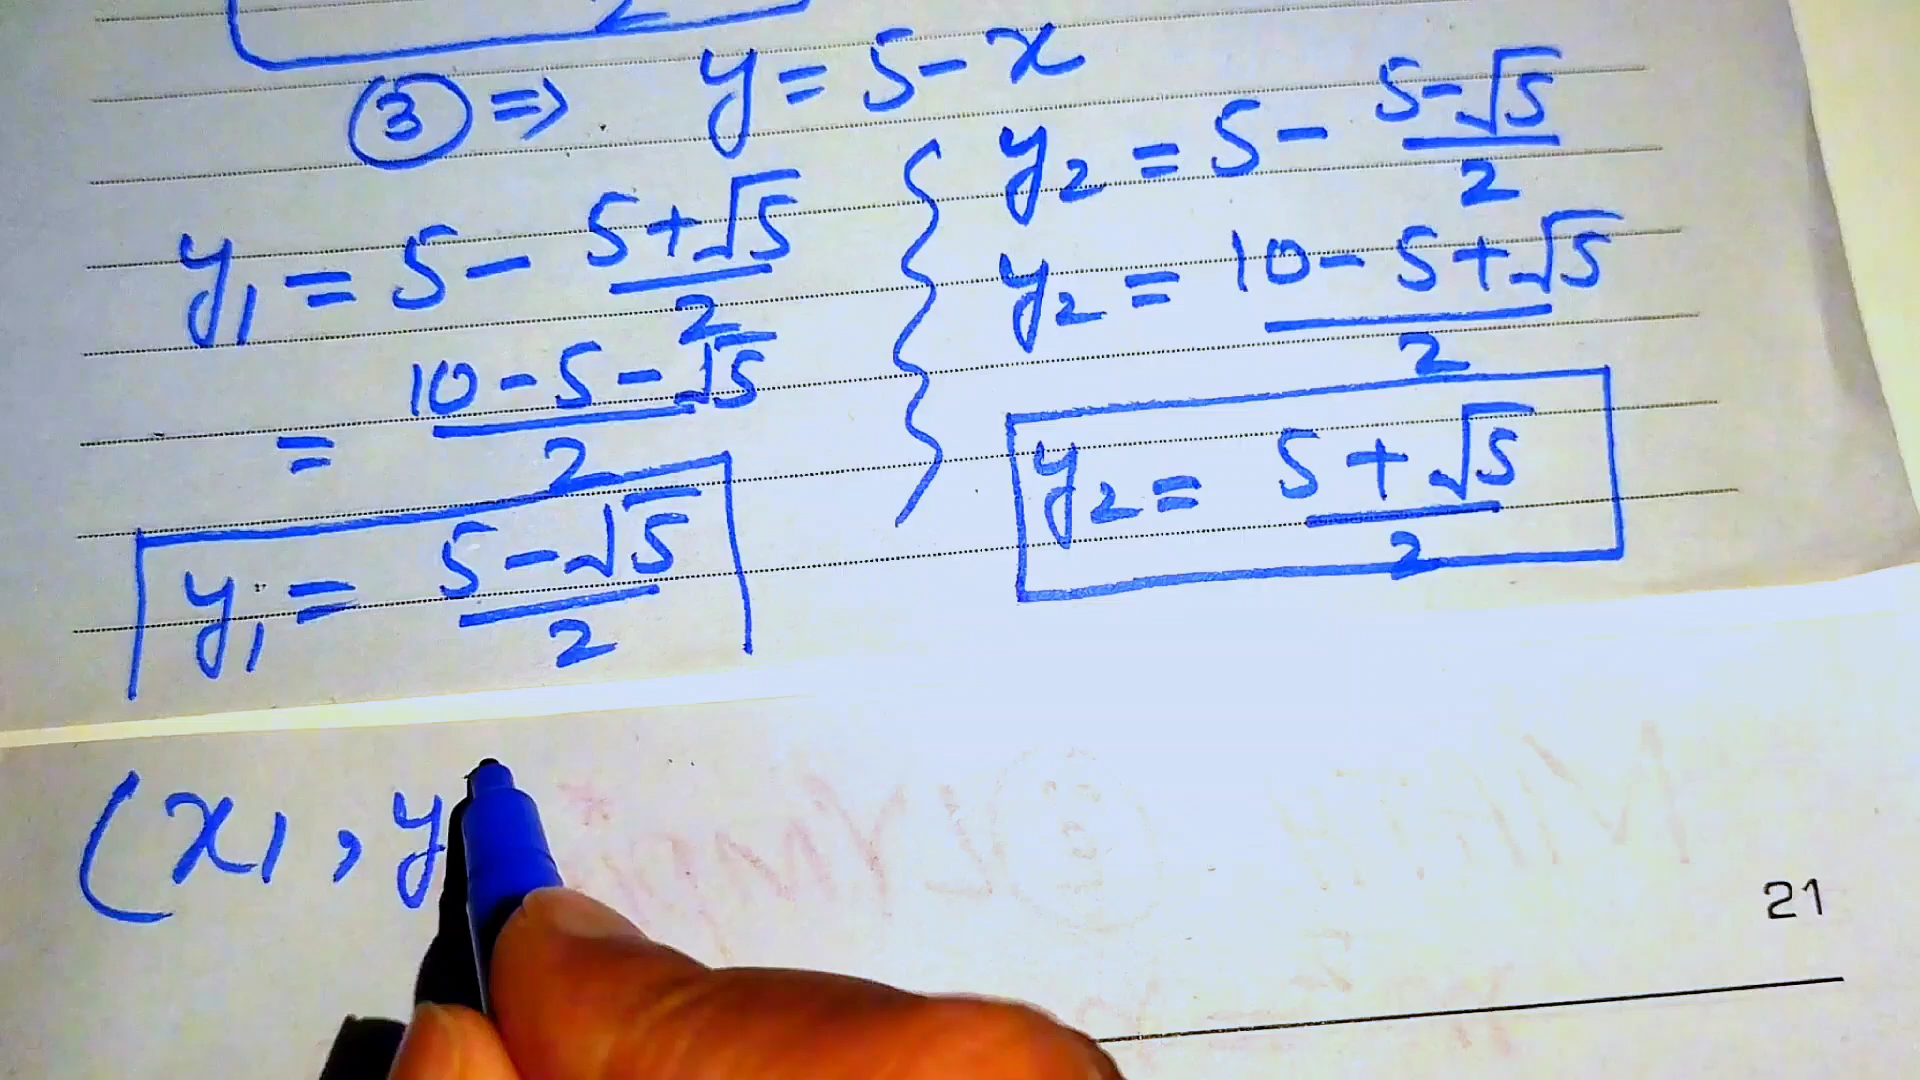 2
③ ⇒ y = 5 - x
y₁ = 5 - (5+√5)/2
= (10 - 5 - √5)/2
y₁ = (5 - √5)/2
y₂ = 5 - (5-√5)/2
y₂ = (10 - 5 + √5)/2
y₂ = (5 + √5)/2
(x₁, y
21